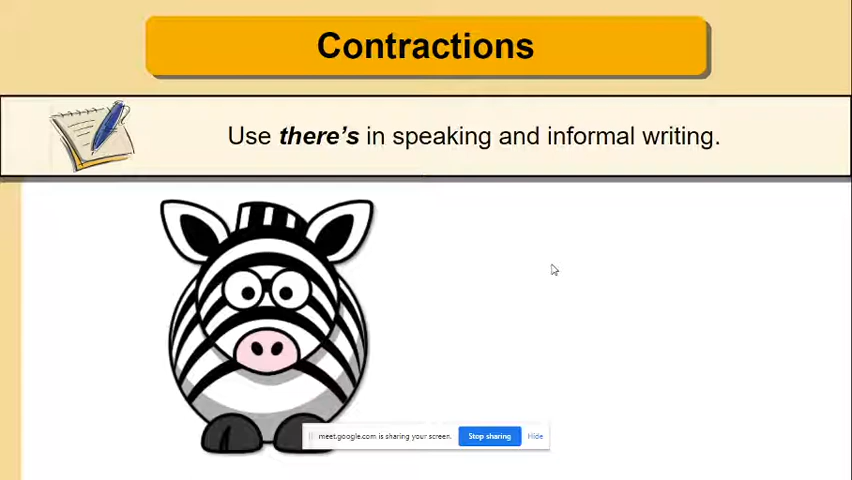 Contractions
Use there’s in speaking and informal writing.
meet.google.com is sharing your screen. Stop sharing Hide